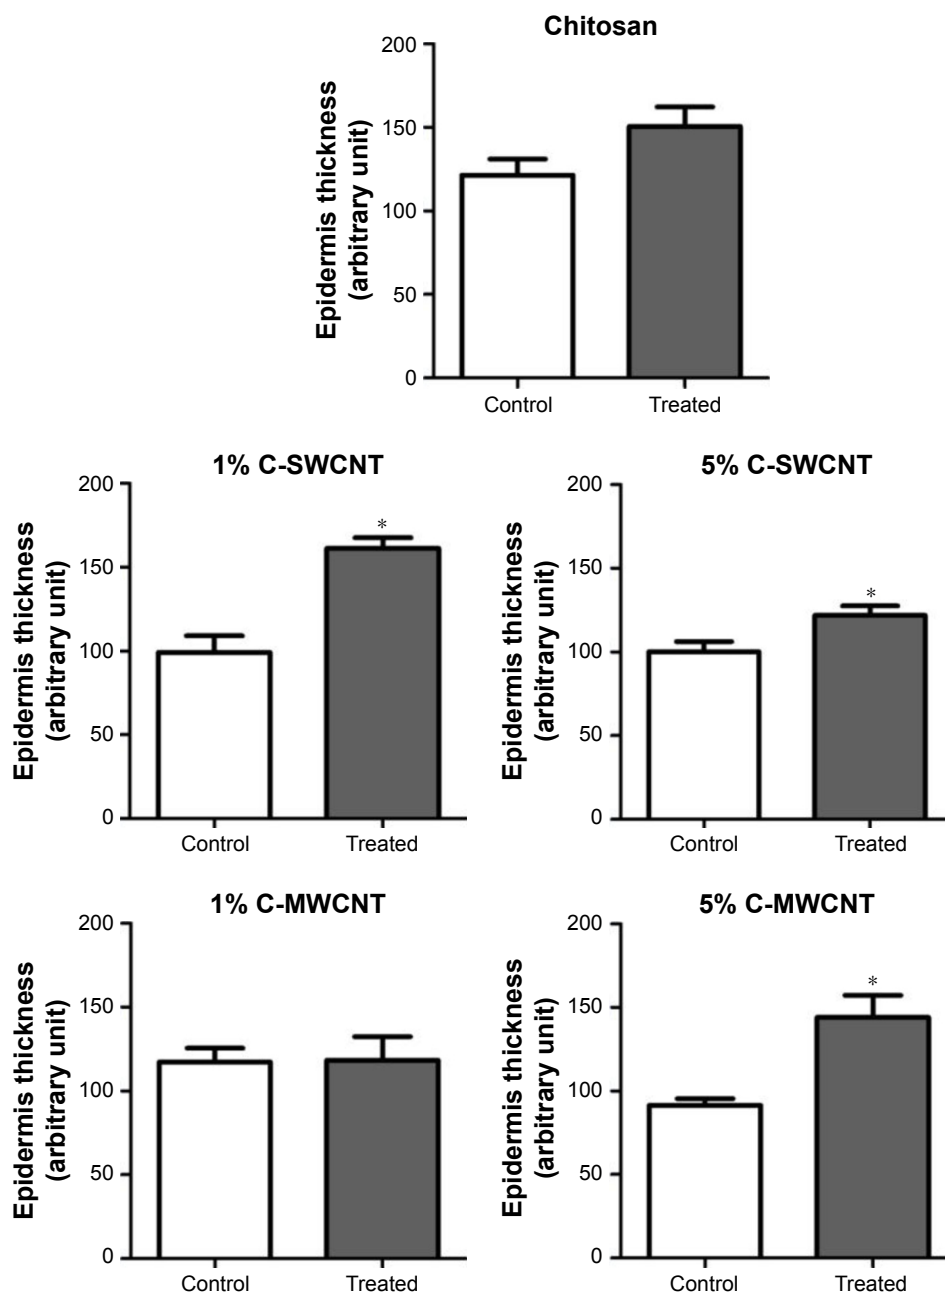 Chitosan
Epidermis thickness
(arbitrary unit)
200
150
100
50
0
Control Treated
1% C-SWCNT
Epidermis thickness
(arbitrary unit)
200
150
*
100
50
0
Control Treated
5% C-SWCNT
Epidermis thickness
(arbitrary unit)
200
150
*
100
50
0
Control Treated
1% C-MWCNT
Epidermis thickness
(arbitrary unit)
200
150
100
50
0
Control Treated
5% C-MWCNT
Epidermis thickness
(arbitrary unit)
200
*
150
100
50
0
Control Treated